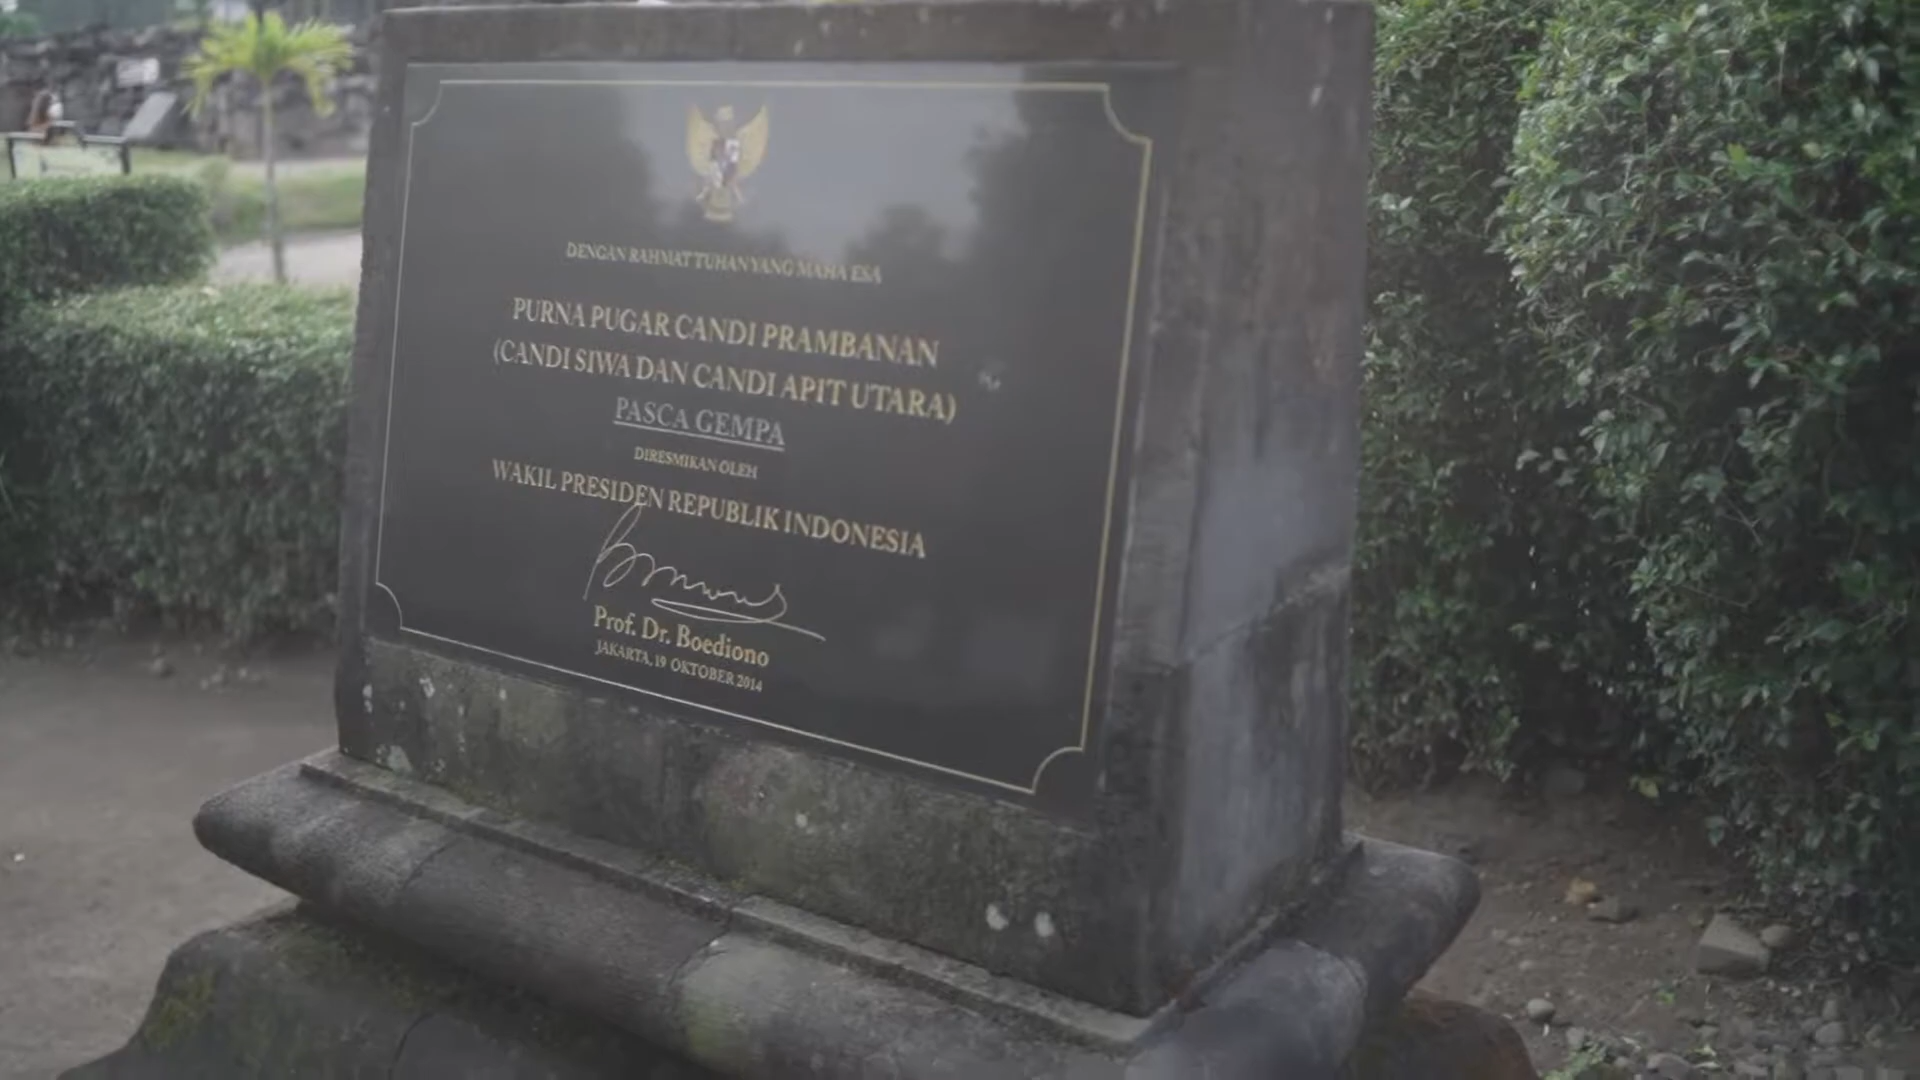 DENGAN RAHMAT TUHAN YANG MAHA ESA
PURNA PUGAR CANDI PRAMBANAN
(CANDI SIWA DAN CANDI APIT UTARA)
PASCA GEMPA
DIRESMIKAN OLEH
WAKIL PRESIDEN REPUBLIK INDONESIA
Prof. Dr. Boediono
JAKARTA, 19 OKTOBER 2014